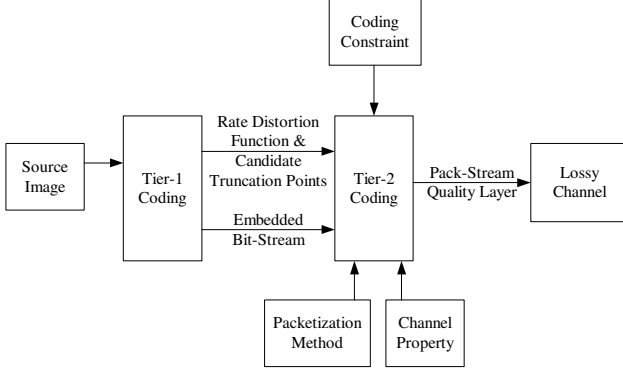 Coding
Constraint
Rate Distortion
Function &
Candidate
Truncation Points
Source
Image
Tier-1
Coding
Tier-2
Coding
Pack-Stream
Quality Layer
Lossy
Channel
Embedded
Bit-Stream
Packetization
Method
Channel
Property